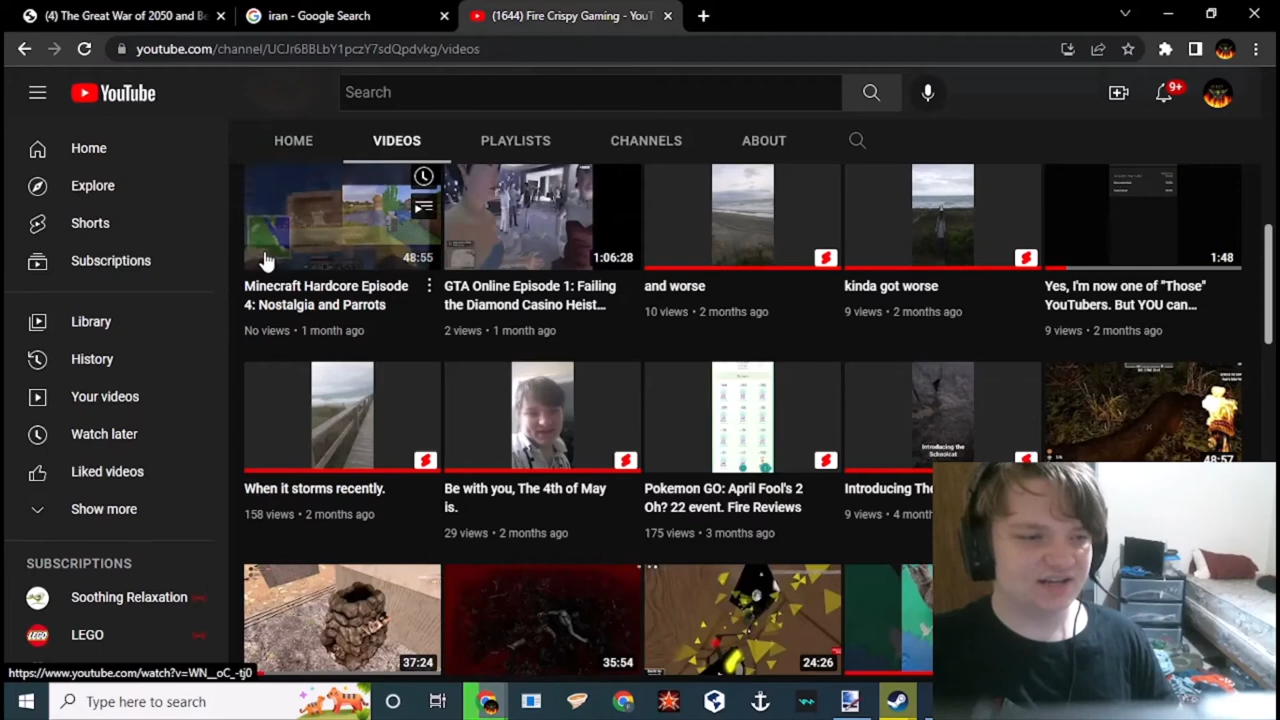 (4) The Great War of 2050 and Be
iran - Google Search
(1644) Fire Crispy Gaming - YouT
youtube.com/channel/UCJr6BBLbY1pczY7sdQpdvkg/videos
YouTube
Search
9+
Home
Explore
Shorts
Subscriptions
Library
History
Your videos
Watch later
Liked videos
Show more
SUBSCRIPTIONS
Soothing Relaxation
LEGO
HOME VIDEOS PLAYLISTS CHANNELS ABOUT
48:55
1:06:28
1:48
Minecraft Hardcore Episode
4: Nostalgia and Parrots
No views • 1 month ago
GTA Online Episode 1: Failing
the Diamond Casino Heist...
2 views • 1 month ago
and worse
10 views • 2 months ago
kinda got worse
9 views • 2 months ago
Yes, I'm now one of "Those"
YouTubers. But YOU can...
9 views • 2 months ago
Introducing the
Schoolcat
48:57
When it storms recently.
158 views • 2 months ago
Be with you, The 4th of May
is.
29 views • 2 months ago
Pokemon GO: April Fool's 2
Oh? 22 event. Fire Reviews
175 views • 3 months ago
Introducing The
9 views • 4 month
37:24
35:54
24:26
https://www.youtube.com/watch?v=WN__oC_-tj0
Type here to search